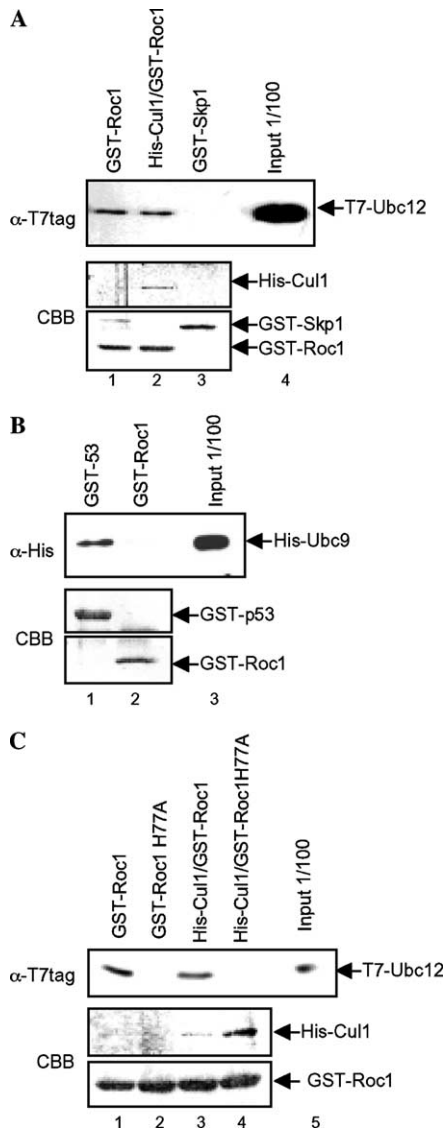 A
GST-Roc1
His-Cul1/GST-Roc1
GST-Skp1
Input 1/100
α-T7tag
T7-Ubc12
His-Cul1
CBB
GST-Skp1
GST-Roc1
1 2 3 4
B
GST-53
GST-Roc1
Input 1/100
α-His
His-Ubc9
GST-p53
CBB
GST-Roc1
1 2 3
C
GST-Roc1
GST-Roc1 H77A
His-Cul1/GST-Roc1
His-Cul1/GST-Roc1H77A
Input 1/100
α-T7tag
T7-Ubc12
His-Cul1
CBB
GST-Roc1
1 2 3 4 5